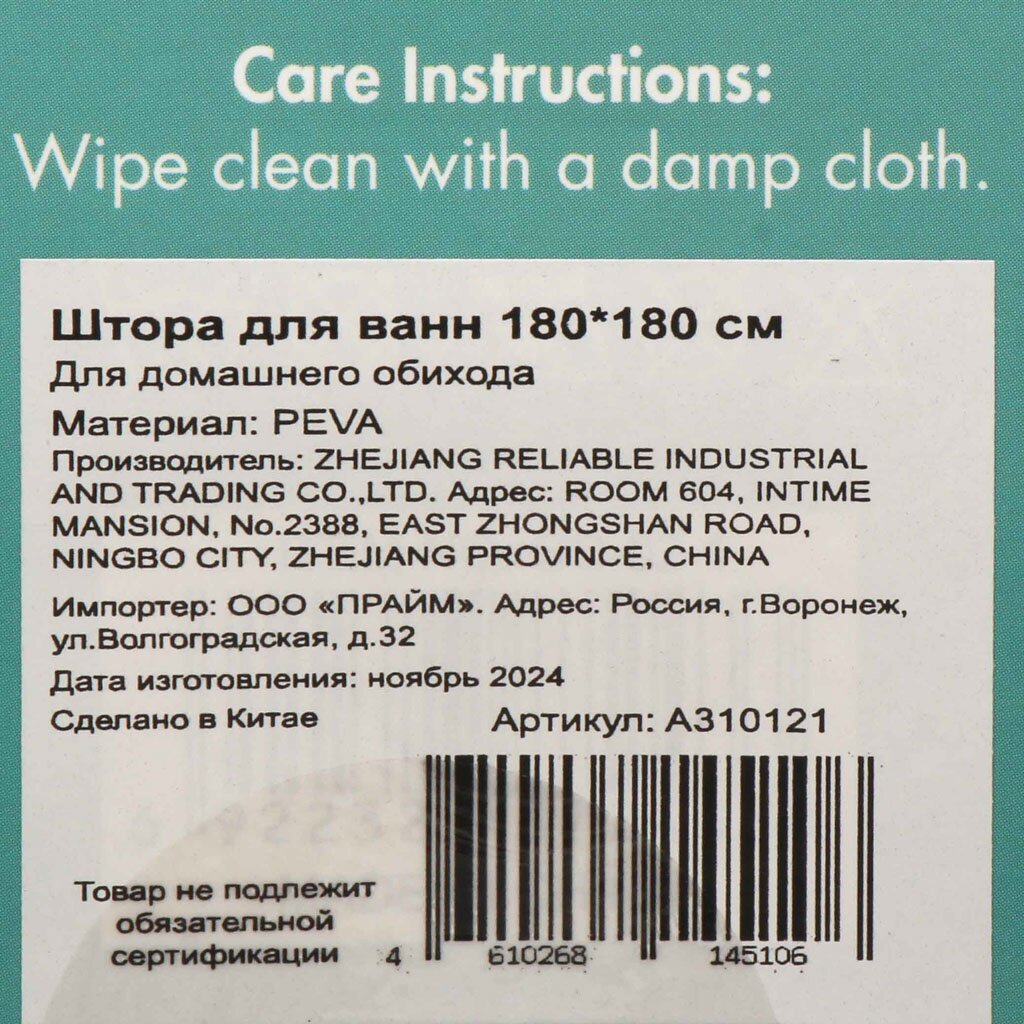 Care Instructions:
Wipe clean with a damp cloth.
Штора для ванн 180*180 см
Для домашнего обихода
Материал: PEVA
Производитель: ZHEJIANG RELIABLE INDUSTRIAL
AND TRADING CO.,LTD. Адрес: ROOM 604, INTIME
MANSION, No.2388, EAST ZHONGSHAN ROAD,
NINGBO CITY, ZHEJIANG PROVINCE, CHINA
Импортер: ООО «ПРАЙМ». Адрес: Россия, г.Воронеж,
ул.Волгоградская, д.32
Дата изготовления: ноябрь 2024
Сделано в Китае
Артикул: А310121
Товар не подлежит
обязательной
сертификации
4 610268 145106